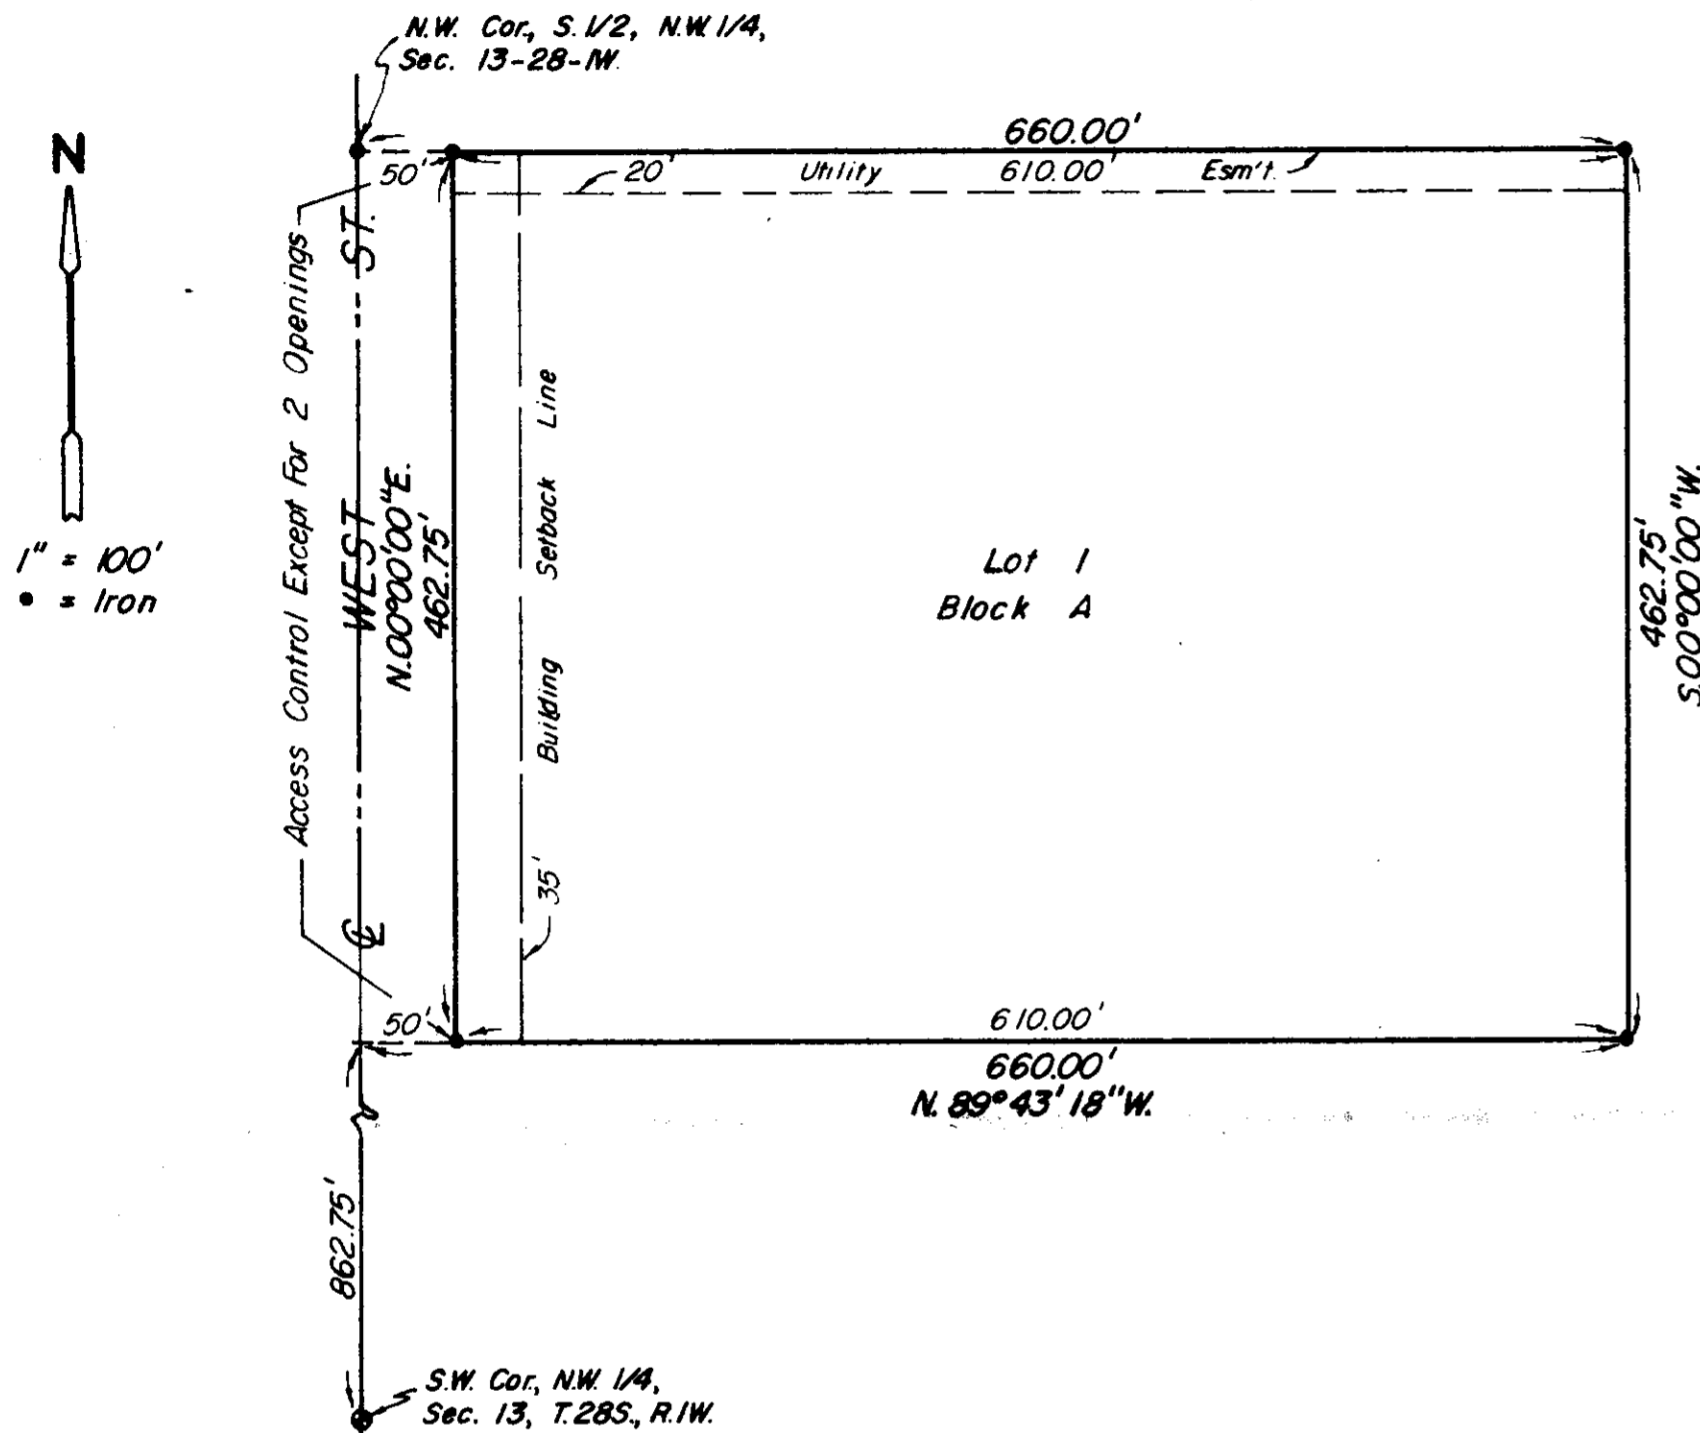 N.W. Cor., S. 1/2, N.W. 1/4,
Sec. 13-28-1W.
N
1" = 100'
• = Iron
660.00'
50'
20'
Utility
610.00'
Esm't.
Access Control Except For 2 Openings
WEST ST.
N.00°00'00"E.
462.75'
Building Setback Line
35'
Lot 1
Block A
462.75'
S.00°00'00"W.
℄
50'
610.00'
660.00'
N. 89°43'18"W.
862.75'
S.W. Cor., N.W. 1/4,
Sec. 13, T.28S., R.1W.